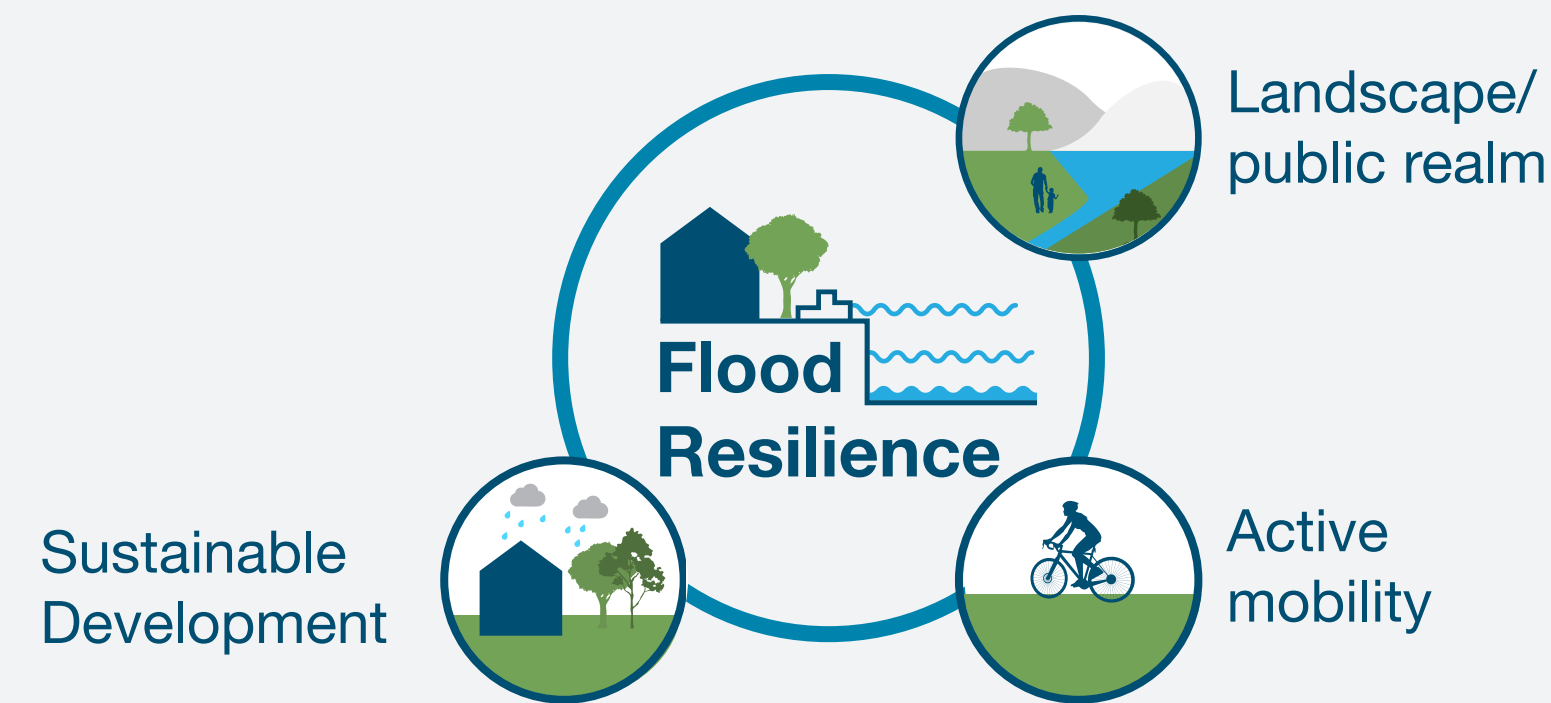 Landscape/
public realm
Flood
Resilience
Sustainable
Development
Active
mobility